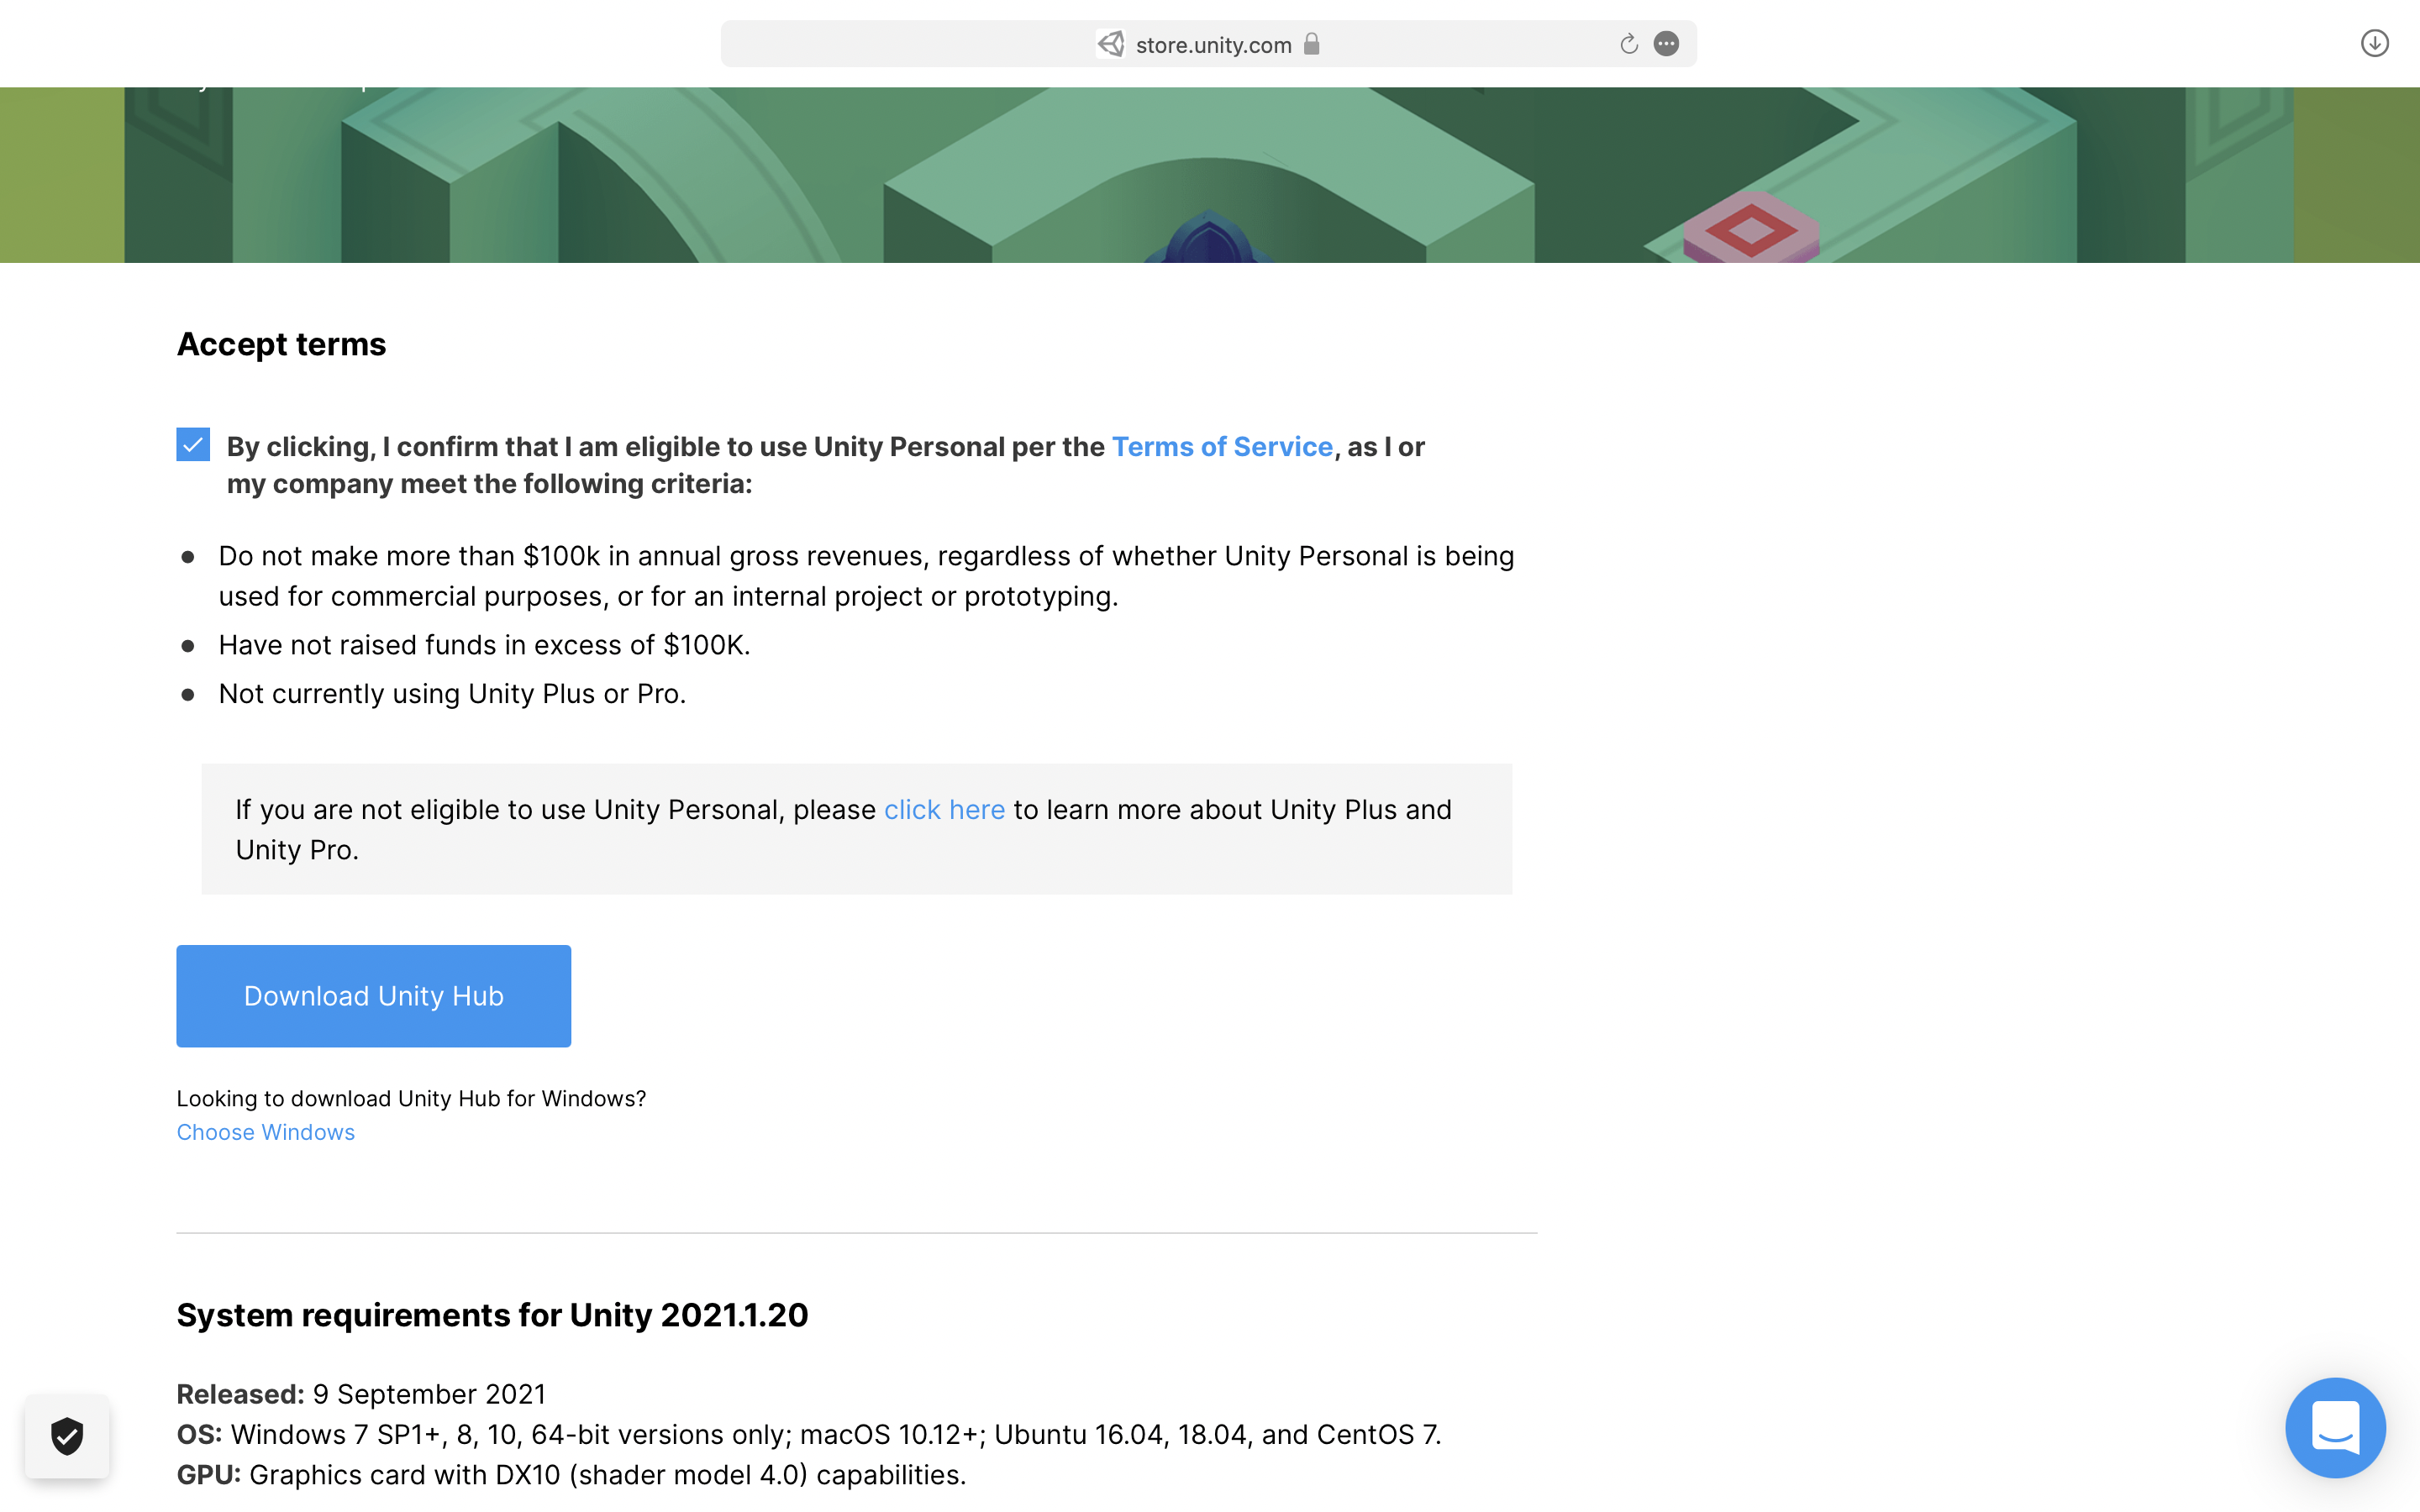 store.unity.com
Accept terms
By clicking, I confirm that I am eligible to use Unity Personal per the Terms of Service, as I or
my company meet the following criteria:
Do not make more than $100k in annual gross revenues, regardless of whether Unity Personal is being
used for commercial purposes, or for an internal project or prototyping.
Have not raised funds in excess of $100K.
Not currently using Unity Plus or Pro.
If you are not eligible to use Unity Personal, please click here to learn more about Unity Plus and
Unity Pro.
Download Unity Hub
Looking to download Unity Hub for Windows?
Choose Windows
System requirements for Unity 2021.1.20
Released: 9 September 2021
OS: Windows 7 SP1+, 8, 10, 64-bit versions only; macOS 10.12+; Ubuntu 16.04, 18.04, and CentOS 7.
GPU: Graphics card with DX10 (shader model 4.0) capabilities.